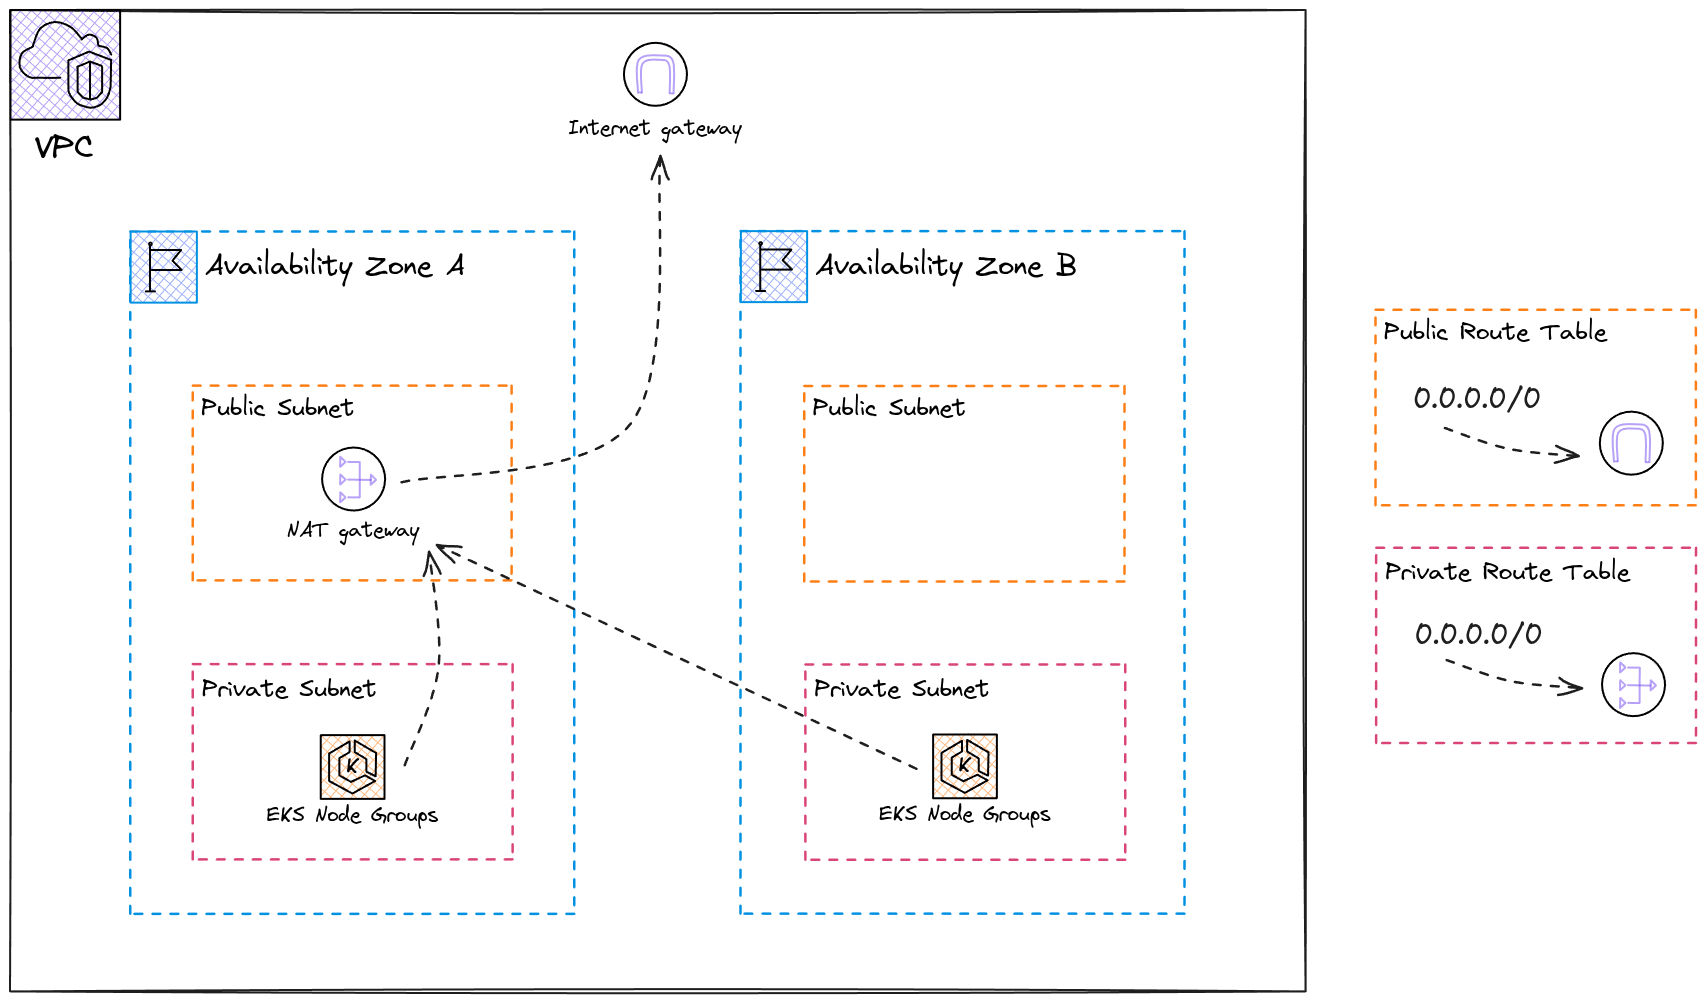 VPC
Internet gateway
Availability Zone A
Availability Zone B
Public Subnet
NAT gateway
Public Subnet
Private Subnet
K
EKS Node Groups
Private Subnet
K
EKS Node Groups
Public Route Table
0.0.0.0/0
Private Route Table
0.0.0.0/0